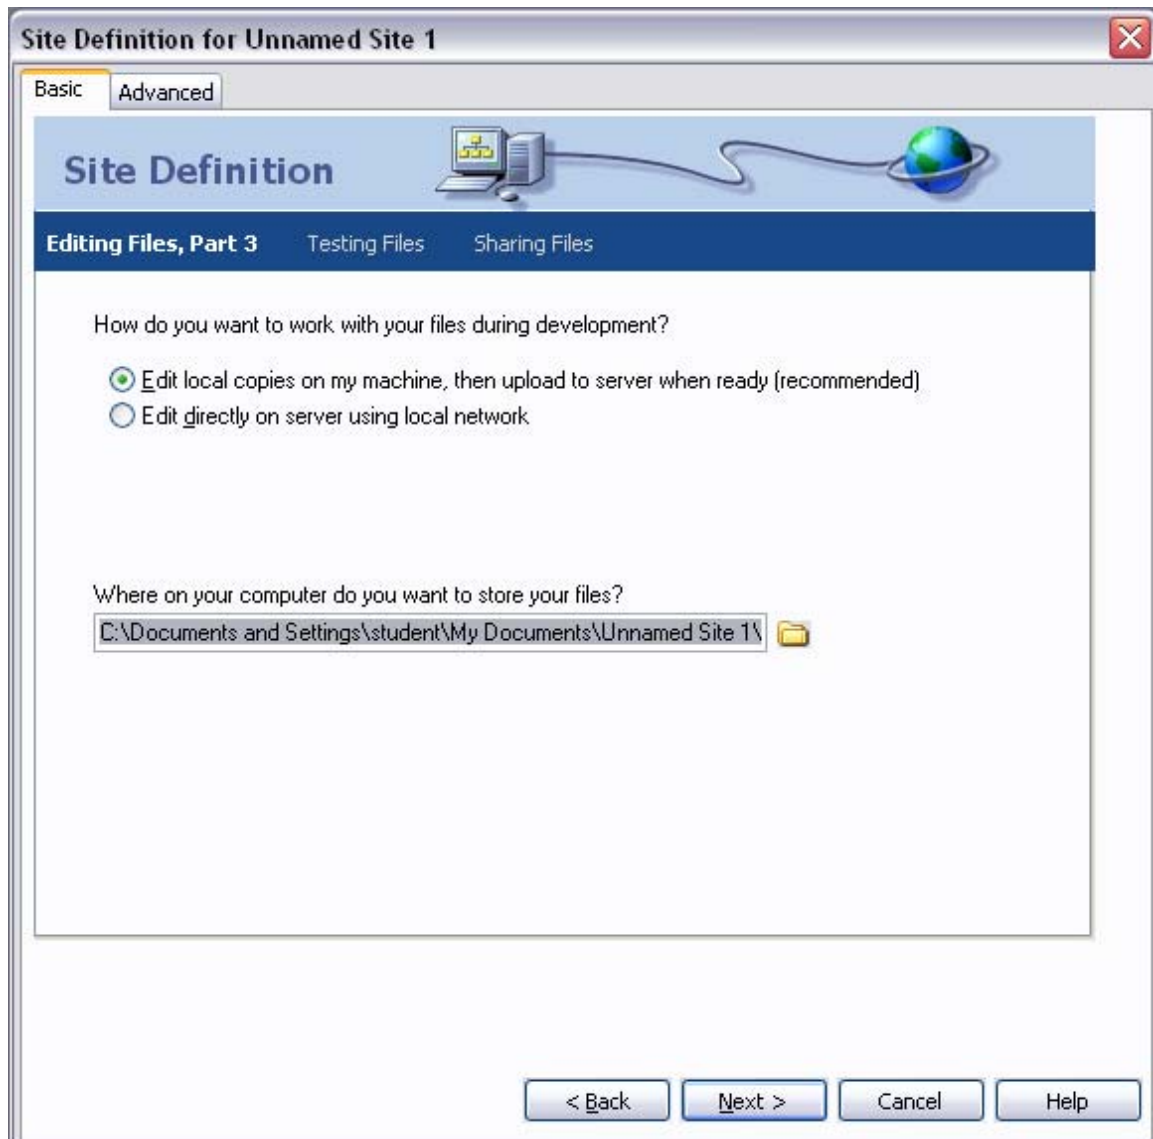 Site Definition for Unnamed Site 1
Basic Advanced
Site Definition
Editing Files, Part 3 Testing Files Sharing Files
How do you want to work with your files during development?
Edit local copies on my machine, then upload to server when ready (recommended)
Edit directly on server using local network
Where on your computer do you want to store your files?
C:\Documents and Settings\student\My Documents\Unnamed Site 1\
< Back Next > Cancel Help